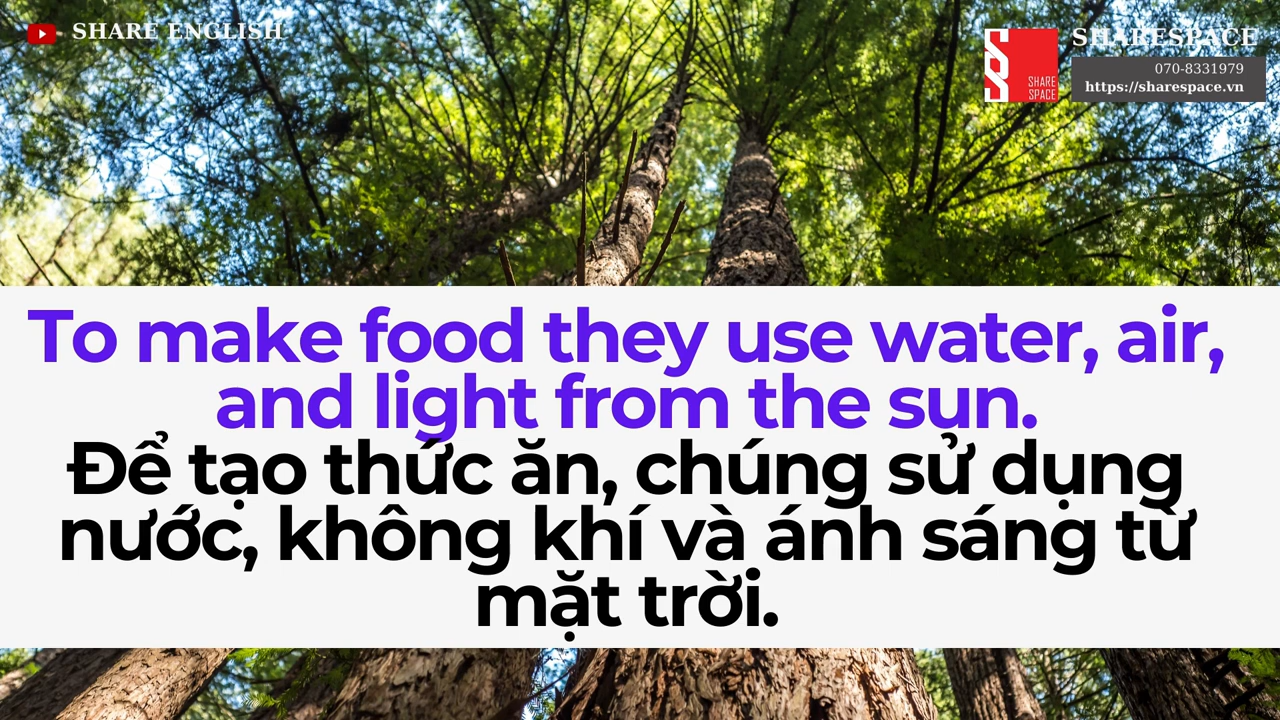 SHARE ENGLISH
SHARESPACE
070-8331979
https://sharespace.vn
SHARE
SPACE
To make food they use water, air,
and light from the sun.
Để tạo thức ăn, chúng sử dụng
nước, không khí và ánh sáng từ
mặt trời.